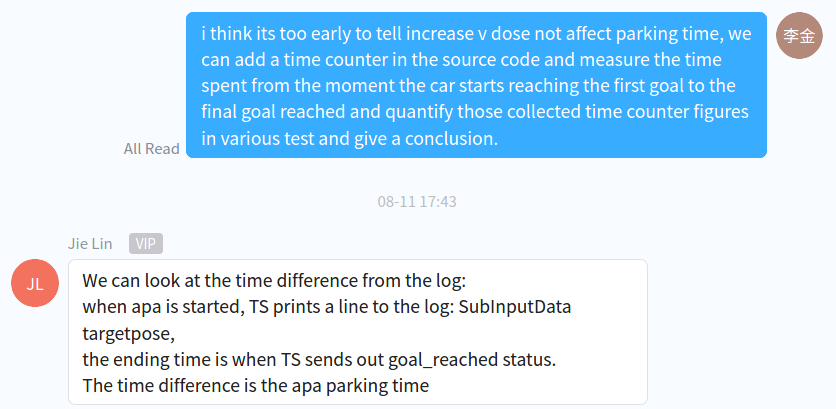 i think its too early to tell increase v dose not affect parking time, we
can add a time counter in the source code and measure the time
spent from the moment the car starts reaching the first goal to the
final goal reached and quantify those collected time counter figures
in various test and give a conclusion.
李金
All Read
08-11 17:43
Jie Lin VIP
JL
We can look at the time difference from the log:
when apa is started, TS prints a line to the log: SubInputData
targetpose,
the ending time is when TS sends out goal_reached status.
The time difference is the apa parking time